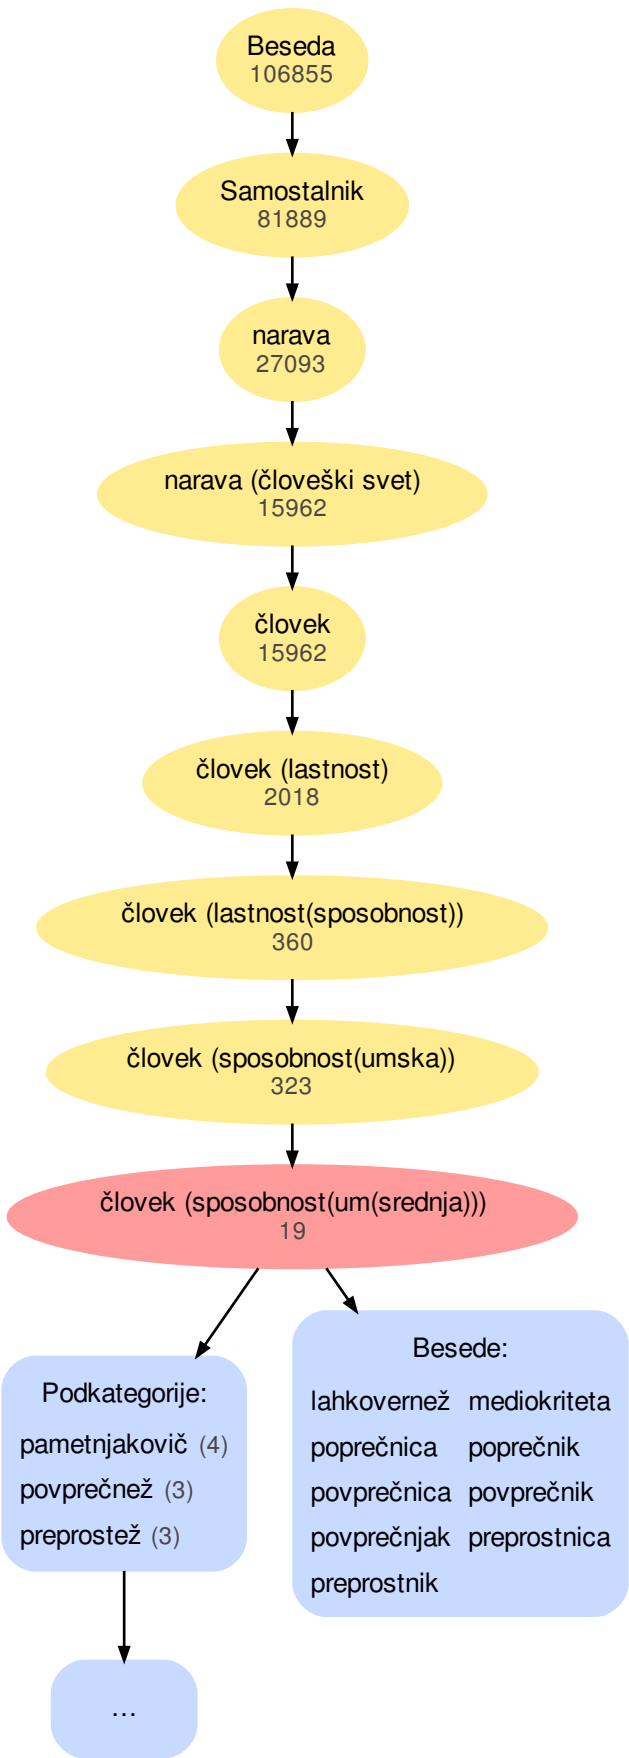 Beseda
106855
Samostalnik
81889
narava
27093
narava (človeški svet)
15962
človek
15962
človek (lastnost)
2018
človek (lastnost(sposobnost))
360
človek (sposobnost(umska))
323
človek (sposobnost(um(srednja)))
19
Podkategorije:
pametnjakovič (4)
povprečnež (3)
preprostež (3)
...
Besede:
lahkovernež mediokriteta
poprečnica poprečnik
povprečnica povprečnik
povprečnjak preprostnica
preprostnik